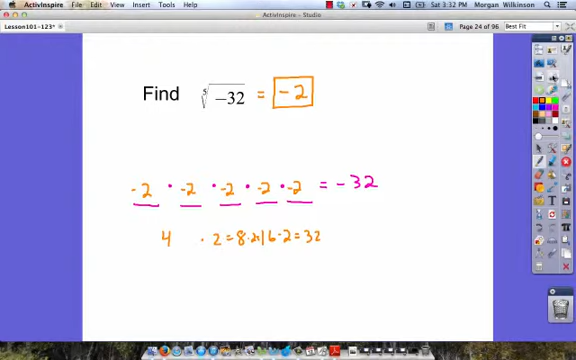 ActivInspire File Edit View Insert Tools Help Sun 3:32 PM Morgan Wilkinson
ActivInspire - Studio
Lesson101-123* Page 24 of 96 Best Fit
Find ⁵√−32 = −2
-2 · -2 · -2 · -2 · -2 = -32
4 · 2 = 8 · 2 = 16 · 2 = 32